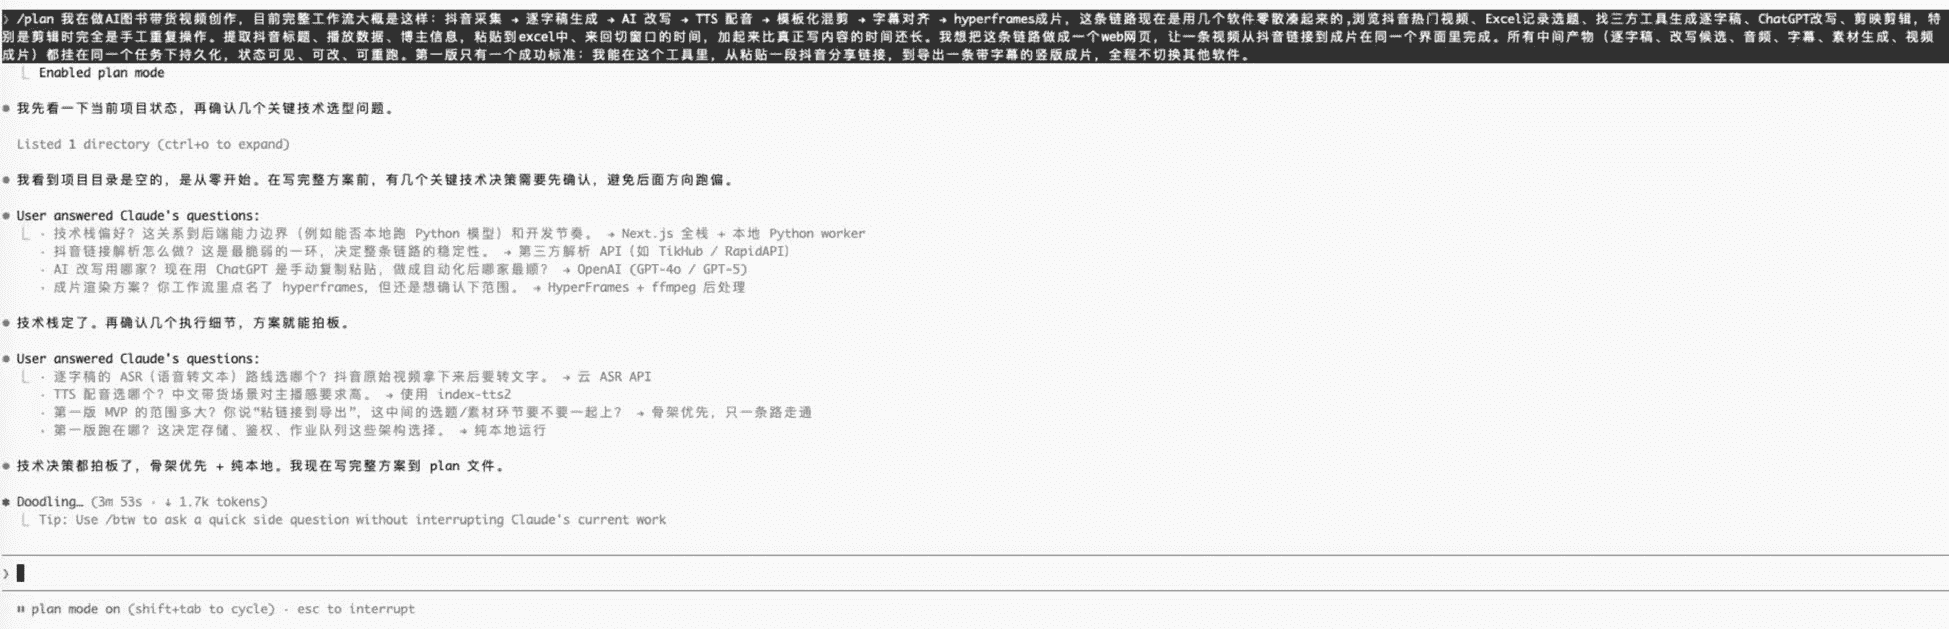 > /plan 我在做AI图书带货视频创作，目前完整工作流大概是这样：抖音采集 → 逐字稿生成 → AI 改写 → TTS 配音 → 模板化混剪 → 字幕对齐 → hyperframes成片，这条链路现在是用几个软件零散凑起来的,浏览抖音热门视频、Excel记录选题、找三方工具生成逐字稿、ChatGPT改写、剪映剪辑，特
别是剪辑时完全是手工重复操作。提取抖音标题、播放数据、博主信息，粘贴到excel中、来回切窗口的时间，加起来比真正写内容的时间还长。我想把这条链路做成一个web网页，让一条视频从抖音链接到成片在同一个界面里完成。所有中间产物（逐字稿、改写候选、音频、字幕、素材生成、视频
成片）都挂在同一个任务下持久化，状态可见、可改、可重跑。第一版只有一个成功标准：我能在这个工具里，从粘贴一段抖音分享链接，到导出一条带字幕的竖版成片，全程不切换其他软件。
⎿ Enabled plan mode
● 我先看一下当前项目状态，再确认几个关键技术选型问题。
Listed 1 directory (ctrl+o to expand)
● 我看到项目目录是空的，是从零开始。在写完整方案前，有几个关键技术决策需要先确认，避免后面方向跑偏。
● User answered Claude's questions:
⎿ · 技术栈偏好？这关系到后端能力边界（例如能否本地跑 Python 模型）和开发节奏。 → Next.js 全栈 + 本地 Python worker
· 抖音链接解析怎么做？这是最脆弱的一环，决定整条链路的稳定性。 → 第三方解析 API（如 TikHub / RapidAPI）
· AI 改写用哪家？现在用 ChatGPT 是手动复制粘贴，做成自动化后哪家最顺？ → OpenAI (GPT-4o / GPT-5)
· 成片渲染方案？你工作流里点名了 hyperframes，但还是想确认下范围。 → HyperFrames + ffmpeg 后处理
● 技术栈定了。再确认几个执行细节，方案就能拍板。
● User answered Claude's questions:
⎿ · 逐字稿的 ASR（语音转文本）路线选哪个？抖音原始视频拿下来后要转文字。 → 云 ASR API
· TTS 配音选哪个？中文带货场景对主播感要求高。 → 使用 index-tts2
· 第一版 MVP 的范围多大？你说“粘链接到导出”，这中间的选题/素材环节要不要一起上？ → 骨架优先，只一条路走通
· 第一版跑在哪？这决定存储、鉴权、作业队列这些架构选择。 → 纯本地运行
● 技术决策都拍板了，骨架优先 + 纯本地。我现在写完整方案到 plan 文件。
✽ Doodling… (3m 53s · ↓ 1.7k tokens)
⎿ Tip: Use /btw to ask a quick side question without interrupting Claude's current work
>
⏸ plan mode on (shift+tab to cycle) · esc to interrupt